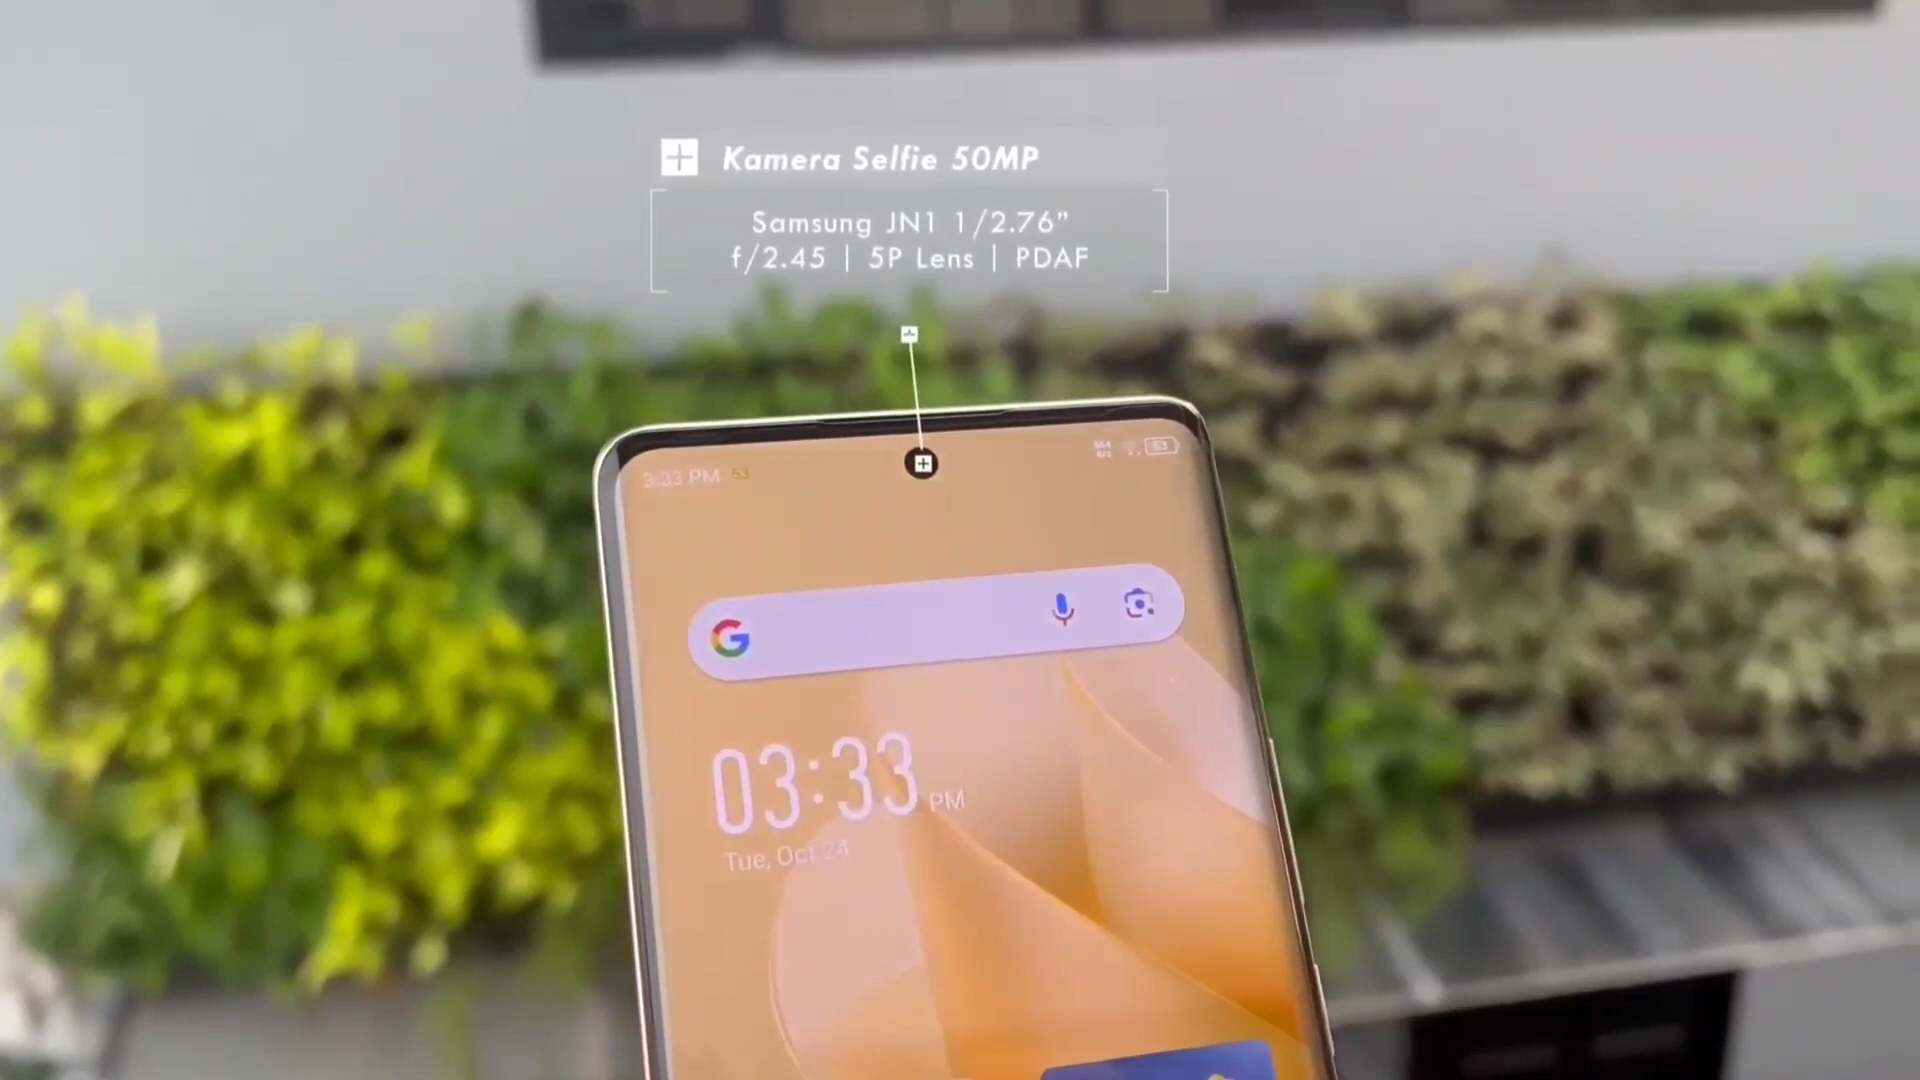 Kamera Selfie 50MP
Samsung JN1 1/2.76”
f/2.45 | 5P Lens | PDAF
3:33 PM 53
03:33 PM
Tue, Oct 24